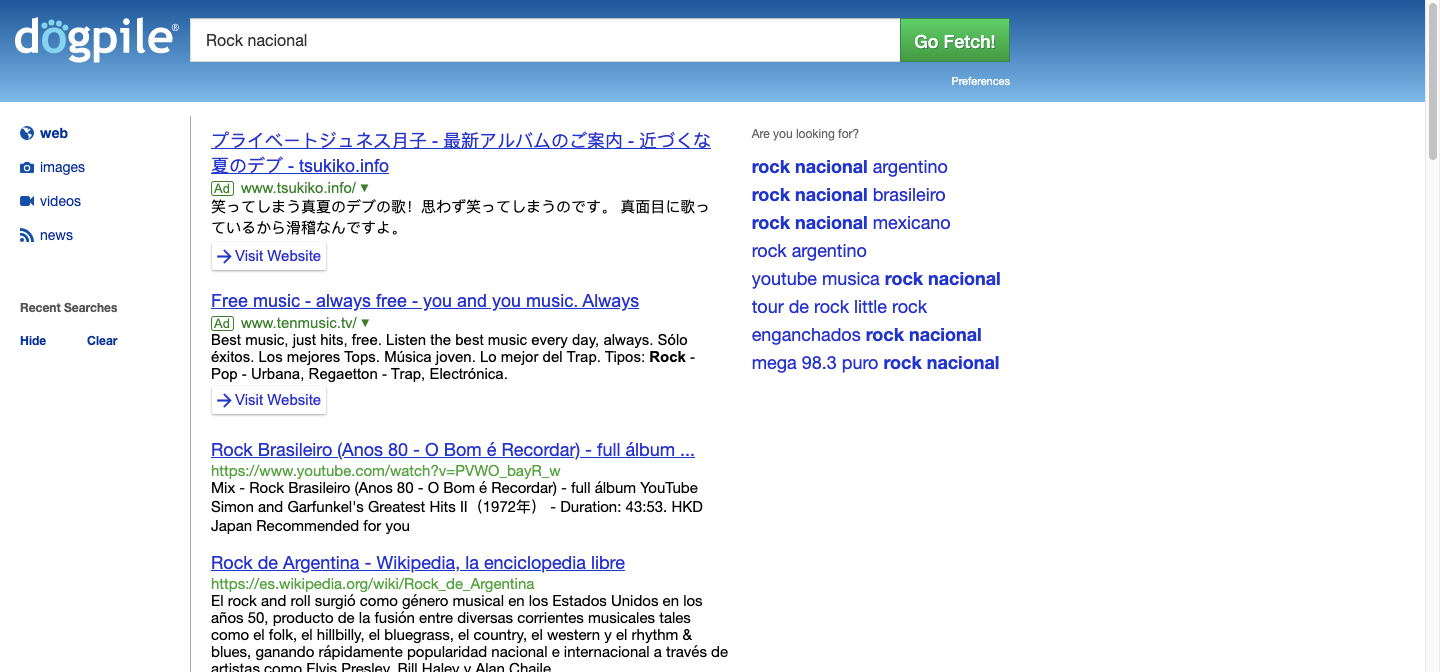 dogpile®
Rock nacional
Go Fetch!
Preferences
web
images
videos
news
Recent Searches
Hide
Clear
プライベートジュネス月子 - 最新アルバムのご案内 - 近づくな
夏のデブ - tsukiko.info
Ad www.tsukiko.info/ ▼
笑ってしまう真夏のデブの歌！思わず笑ってしまうのです。 真面目に歌っ
ているから滑稽なんですよ。
Visit Website
Free music - always free - you and you music. Always
Ad www.tenmusic.tv/ ▼
Best music, just hits, free. Listen the best music every day, always. Sólo
éxitos. Los mejores Tops. Música joven. Lo mejor del Trap. Tipos: Rock -
Pop - Urbana, Regaetton - Trap, Electrónica.
Visit Website
Rock Brasileiro (Anos 80 - O Bom é Recordar) - full álbum ...
https://www.youtube.com/watch?v=PVWO_bayR_w
Mix - Rock Brasileiro (Anos 80 - O Bom é Recordar) - full álbum YouTube
Simon and Garfunkel's Greatest Hits II（1972年） - Duration: 43:53. HKD
Japan Recommended for you
Rock de Argentina - Wikipedia, la enciclopedia libre
https://es.wikipedia.org/wiki/Rock_de_Argentina
El rock and roll surgió como género musical en los Estados Unidos en los
años 50, producto de la fusión entre diversas corrientes musicales tales
como el folk, el hillbilly, el bluegrass, el country, el western y el rhythm &
blues, ganando rápidamente popularidad nacional e internacional a través de
artistas como Elvis Presley, Bill Haley y Alan Chaile.
Are you looking for?
rock nacional argentino
rock nacional brasileiro
rock nacional mexicano
rock argentino
youtube musica rock nacional
tour de rock little rock
enganchados rock nacional
mega 98.3 puro rock nacional